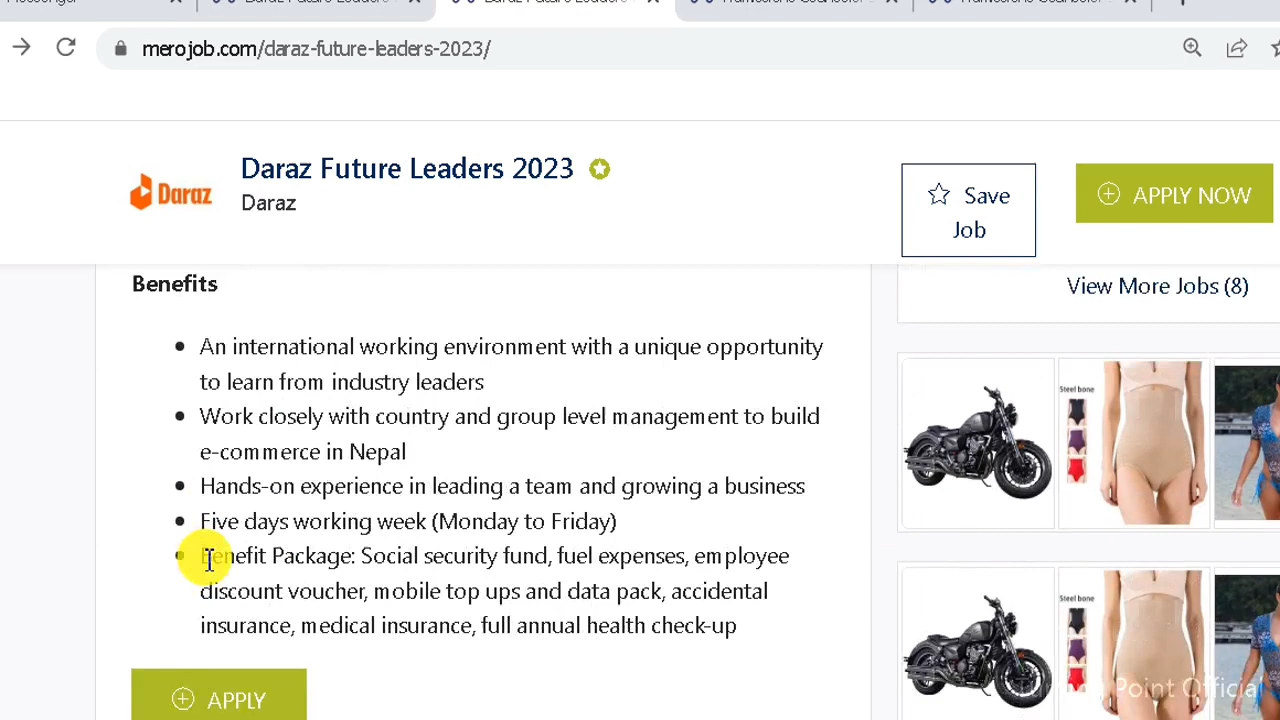 merojob.com/daraz-future-leaders-2023/
Daraz Future Leaders 2023
Daraz
Daraz
Save
Job
APPLY NOW
Benefits
View More Jobs (8)
An international working environment with a unique opportunity
to learn from industry leaders
Work closely with country and group level management to build
e-commerce in Nepal
Hands-on experience in leading a team and growing a business
Five days working week (Monday to Friday)
Benefit Package: Social security fund, fuel expenses, employee
discount voucher, mobile top ups and data pack, accidental
insurance, medical insurance, full annual health check-up
APPLY
Steel bone
Steel bone
Point Official